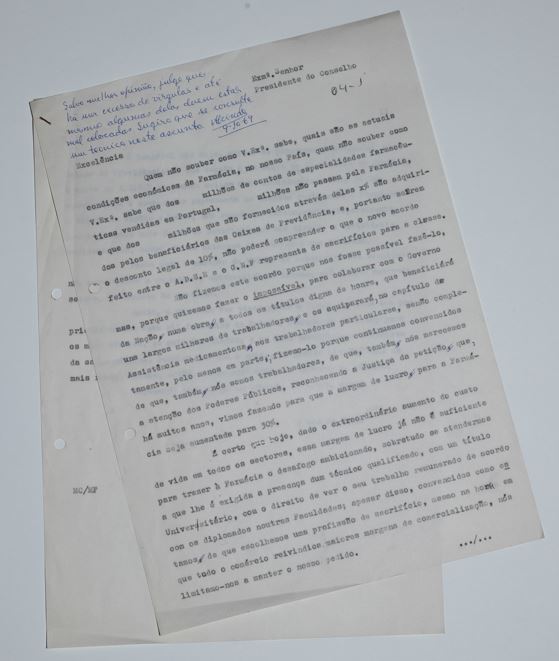 Salvo melhor opinião, julgo que
há um excesso de vírgulas e até
mesmo algumas delas devem estar
mal colocadas sugiro que se consulte
um técnico neste assunto
Exmº. Senhor
Presidente do Conselho
Excelência
Quem não souber como V.Exª. sabe, quais são as actuais
condições económicas da Farmácia, no nosso País, quem não souber como
V.Exª. sabe que dos milhões de contos de especialidades farmacêu-
ticas vendidas em Portugal, milhões não passam pela Farmácia,
e que dos milhões que são fornecidos através delas x% são adquiri-
dos pelos beneficiários das Caixas de Previdência, e, portanto sofrem
o desconto legal de 10%, não poderá compreender o que o novo acordo
feito entre o A.D.S.E e o G.N.F representa de sacrifícios para a classe.
Não fizemos este acordo porque nos fosse possível fazê-lo,
mas, porque quisemos fazer o impossível, para colaborar com o Governo
da Nação, numa obra, a todos os títulos digna de honra, que beneficiará
uns largos milhares de trabalhadores, e os equiparará, no capítulo de
Assistência medicamentosa, aos trabalhadores particulares, senão comple-
tamente, pelo menos em parte, fizemo-lo porque continuamos convencidos
de que, também, nós somos trabalhadores, de que, também, nós merecemos
a atenção dos Poderes Públicos, reconhecendo a Justiça da petição, que,
há muitos anos, vimos fazendo para que a margem de lucro, para a Farmá-
cia seja aumentada para 30%.
É certo que hoje, dado o extraordinário aumento do custo
de vida em todos os sectores, essa margem de lucro já não é suficiente
para trazer à Farmácia o desafogo ambicionado, sobretudo se atendermos
a que lhe é exigida a presença dum técnico qualificado, com um título
Universitário, com o direito de ver o seu trabalho remunerado de acordo
com os diplomados noutras Faculdades; apesar disso, convencidos como es
tamos, de que escolhemos uma profissão de sacrifício, mesmo na hora em
que todo o comércio reivindica maiores margens de comercialização, nós
limitamo-nos a manter o nosso pedido.
.../...
MC/MF